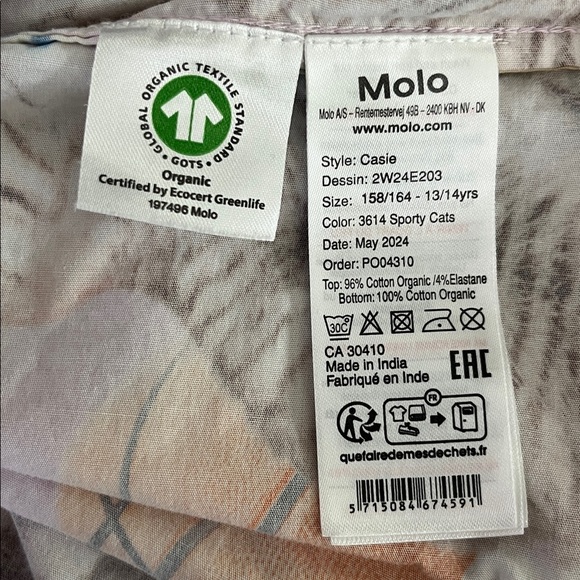 GLOBAL ORGANIC TEXTILE STANDARD
• GOTS •
Organic
Certified by Ecocert Greenlife
197496 Molo
Molo
Molo A/S – Rentemestervej 49B – 2400 KBH NV - DK
www.molo.com
Style: Casie
Dessin: 2W24E203
Size: 158/164 - 13/14yrs
Color: 3614 Sporty Cats
Date: May 2024
Order: PO04310
Top: 96% Cotton Organic /4%Elastane
Bottom: 100% Cotton Organic
30C
CA 30410
Made in India
Fabriqué en Inde
EAC
FR
quefairedemesdechets.fr
5 715084 674591